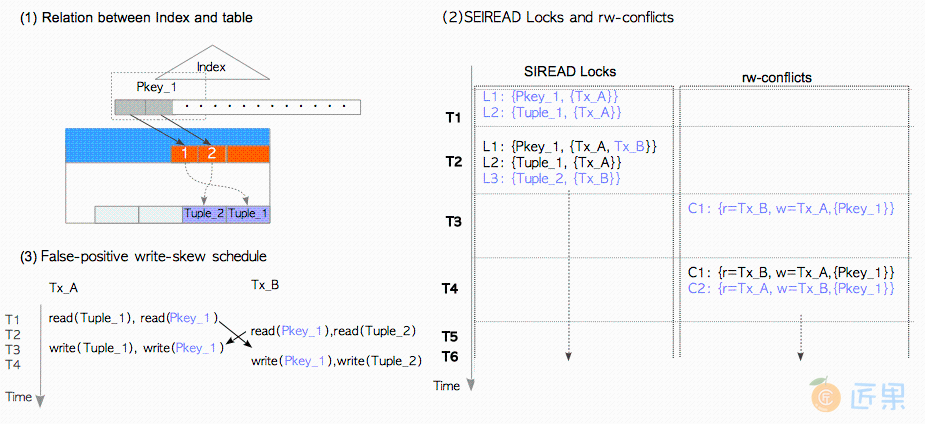 (1) Relation between Index and table
Index
Pkey_1
1 2
Tuple_2 Tuple_1
(2)SEIREAD Locks and rw-conflicts
SIREAD Locks
rw-conflicts
T1
L1: {Pkey_1, {Tx_A}}
L2: {Tuple_1, {Tx_A}}
T2
L1: {Pkey_1, {Tx_A, Tx_B}}
L2: {Tuple_1, {Tx_A}}
L3: {Tuple_2, {Tx_B}}
T3
C1: {r=Tx_B, w=Tx_A,{Pkey_1}}
T4
C1: {r=Tx_B, w=Tx_A,{Pkey_1}}
C2: {r=Tx_A, w=Tx_B,{Pkey_1}}
T5
T6
Time
(3) False-positive write-skew schedule
Tx_A
Tx_B
T1
read(Tuple_1), read(Pkey_1)
T2
read(Pkey_1),read(Tuple_2)
T3
write(Tuple_1), write(Pkey_1)
T4
write(Pkey_1),write(Tuple_2)
Time
匠果